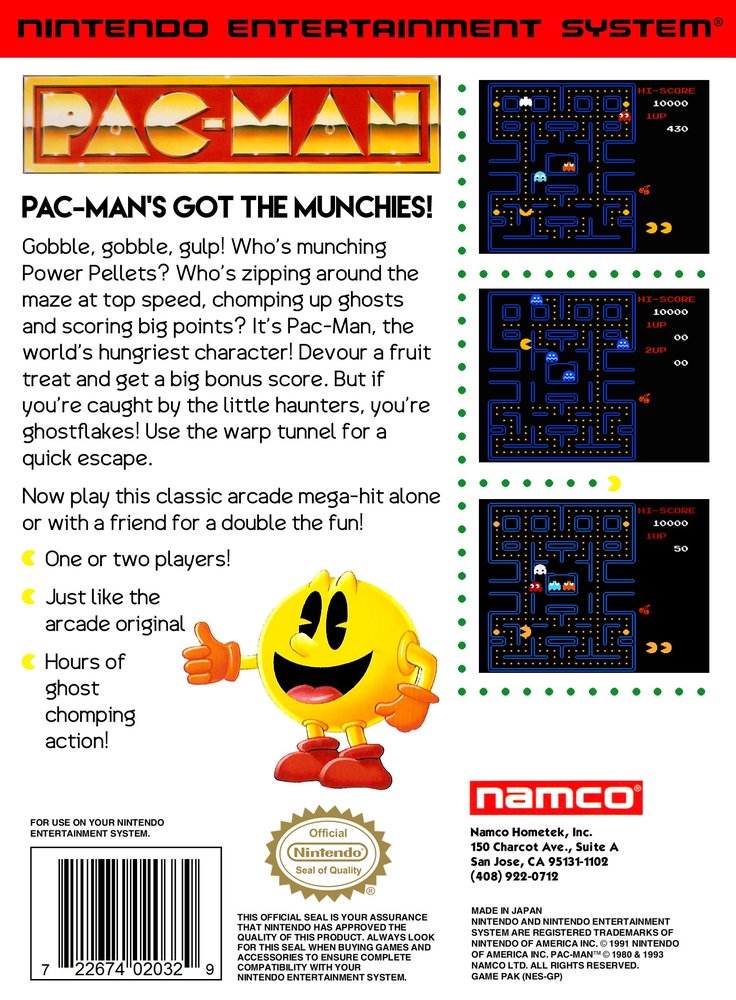 NINTENDO ENTERTAINMENT SYSTEM®
PAC-MAN
PAC-MAN'S GOT THE MUNCHIES!
Gobble, gobble, gulp! Who's munching
Power Pellets? Who's zipping around the
maze at top speed, chomping up ghosts
and scoring big points? It's Pac-Man, the
world's hungriest character! Devour a fruit
treat and get a big bonus score. But if
you're caught by the little haunters, you're
ghostflakes! Use the warp tunnel for a
quick escape.
Now play this classic arcade mega-hit alone
or with a friend for a double the fun!
One or two players!
Just like the
arcade original
Hours of
ghost
chomping
action!
HI-SCORE
10000
1UP
430
HI-SCORE
10000
1UP
00
2UP
00
HI-SCORE
10000
1UP
50
FOR USE ON YOUR NINTENDO
ENTERTAINMENT SYSTEM.
7 22674 02032 9
Official
Nintendo®
Seal of Quality
®
THIS OFFICIAL SEAL IS YOUR ASSURANCE
THAT NINTENDO HAS APPROVED THE
QUALITY OF THIS PRODUCT. ALWAYS LOOK
FOR THIS SEAL WHEN BUYING GAMES AND
ACCESSORIES TO ENSURE COMPLETE
COMPATIBILITY WITH YOUR
NINTENDO ENTERTAINMENT SYSTEM.
namco®
Namco Hometek, Inc.
150 Charcot Ave., Suite A
San Jose, CA 95131-1102
(408) 922-0712
MADE IN JAPAN
NINTENDO AND NINTENDO ENTERTAINMENT
SYSTEM ARE REGISTERED TRADEMARKS OF
NINTENDO OF AMERICA INC. © 1991 NINTENDO
OF AMERICA INC. PAC-MAN™ © 1980 & 1993
NAMCO LTD. ALL RIGHTS RESERVED.
GAME PAK (NES-GP)